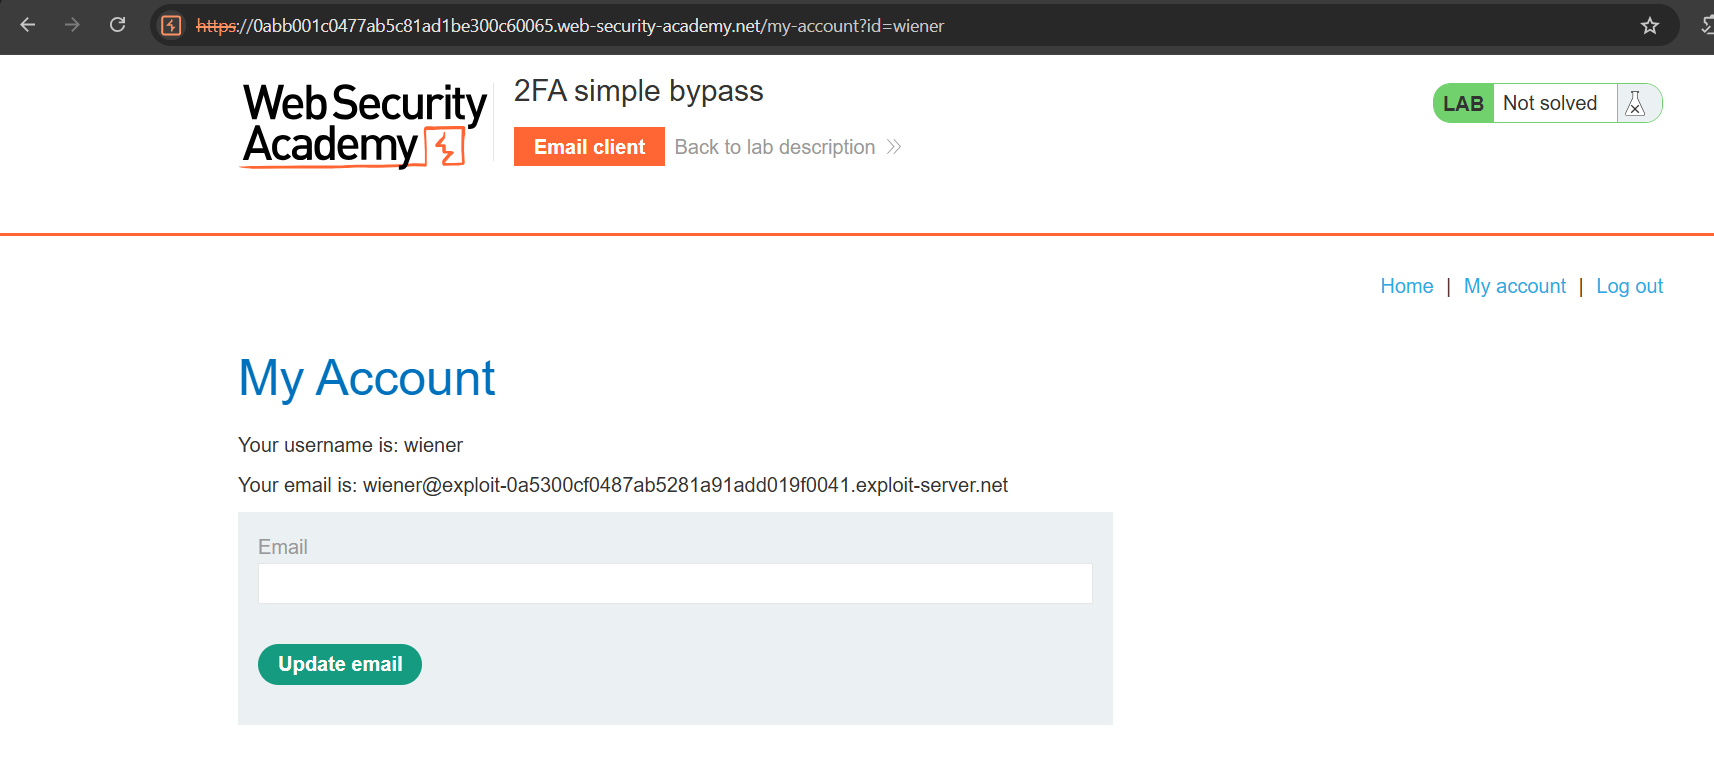 https://0abb001c0477ab5c81ad1be300c60065.web-security-academy.net/my-account?id=wiener
Web Security
Academy
2FA simple bypass
Email client
Back to lab description
LAB
Not solved
Home | My account | Log out
My Account
Your username is: wiener
Your email is: wiener@exploit-0a5300cf0487ab5281a91add019f0041.exploit-server.net
Email
Update email